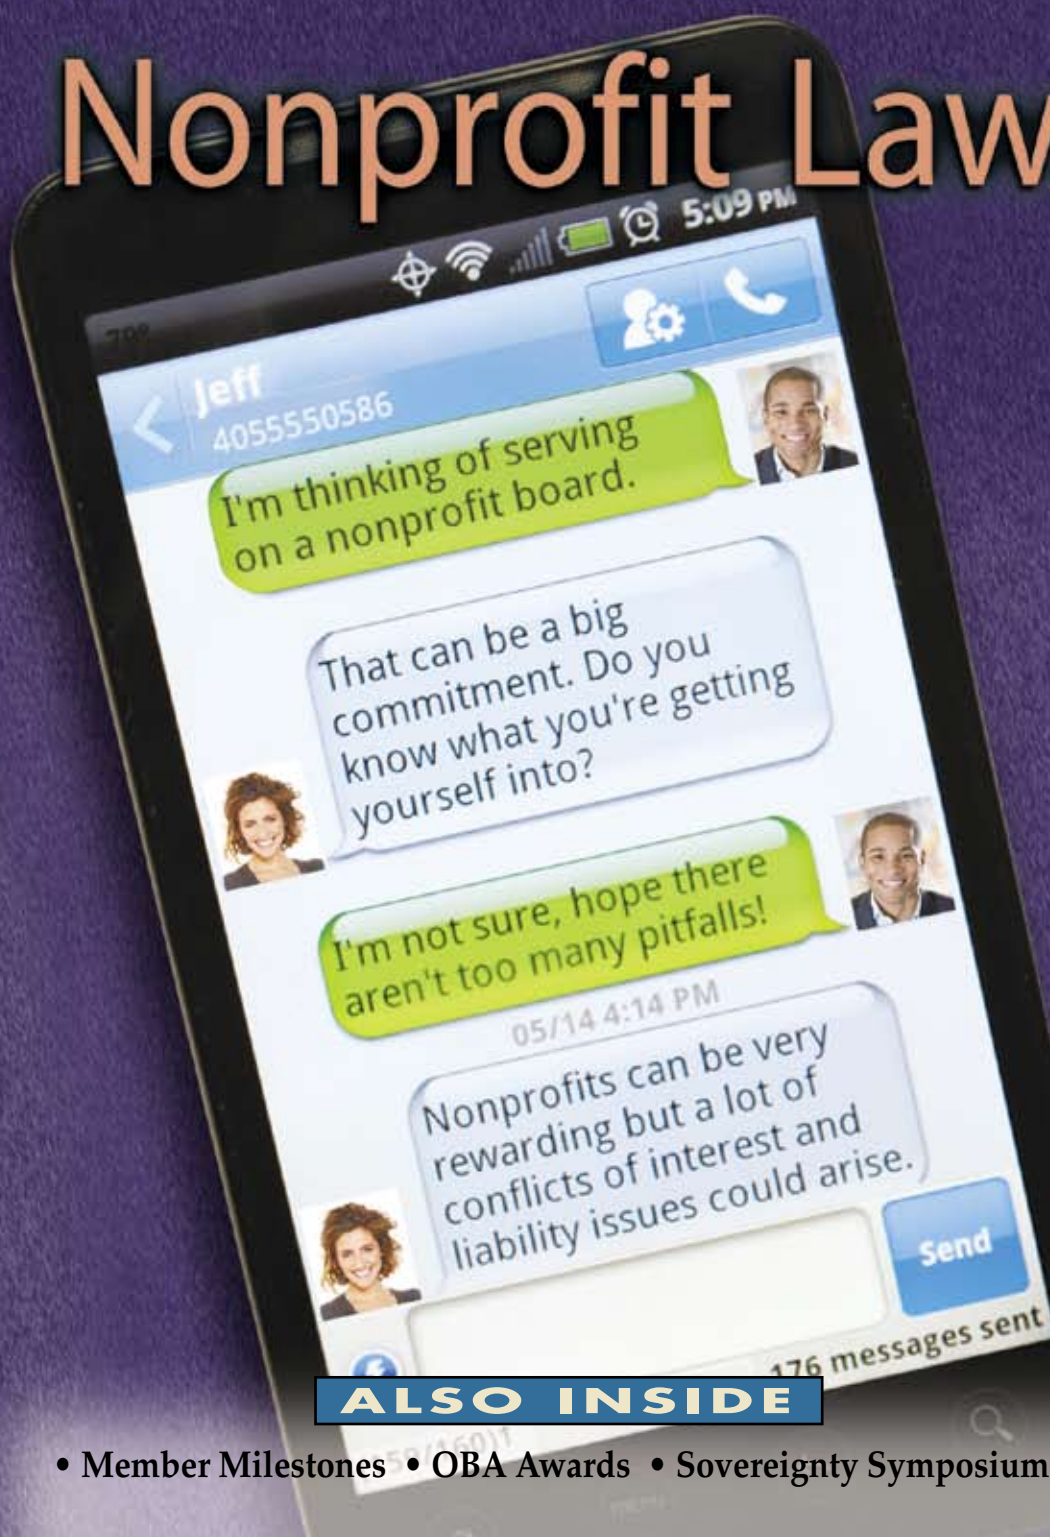 Nonprofit Law
5:09 PM
Jeff
4055550586
I'm thinking of serving
on a nonprofit board.
That can be a big
commitment. Do you
know what you're getting
yourself into?
I'm not sure, hope there
aren't too many pitfalls!
05/14 4:14 PM
Nonprofits can be very
rewarding but a lot of
conflicts of interest and
liability issues could arise.
Send
176 messages sent
ALSO INSIDE
• Member Milestones • OBA Awards • Sovereignty Symposium